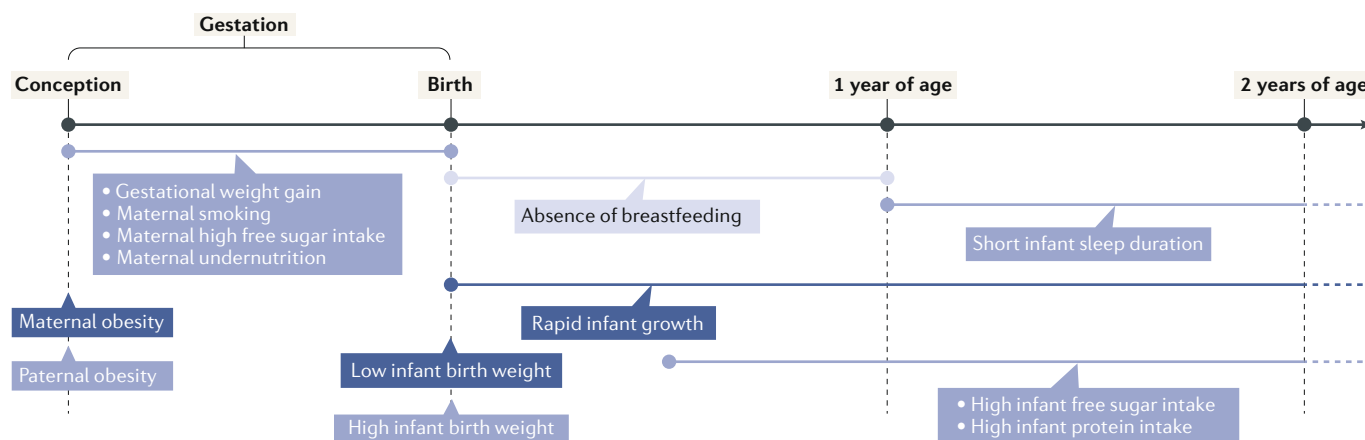 Gestation
Conception
Birth
1 year of age
2 years of age
• Gestational weight gain
• Maternal smoking
• Maternal high free sugar intake
• Maternal undernutrition
Absence of breastfeeding
Short infant sleep duration
Maternal obesity
Rapid infant growth
Paternal obesity
Low infant birth weight
High infant birth weight
• High infant free sugar intake
• High infant protein intake